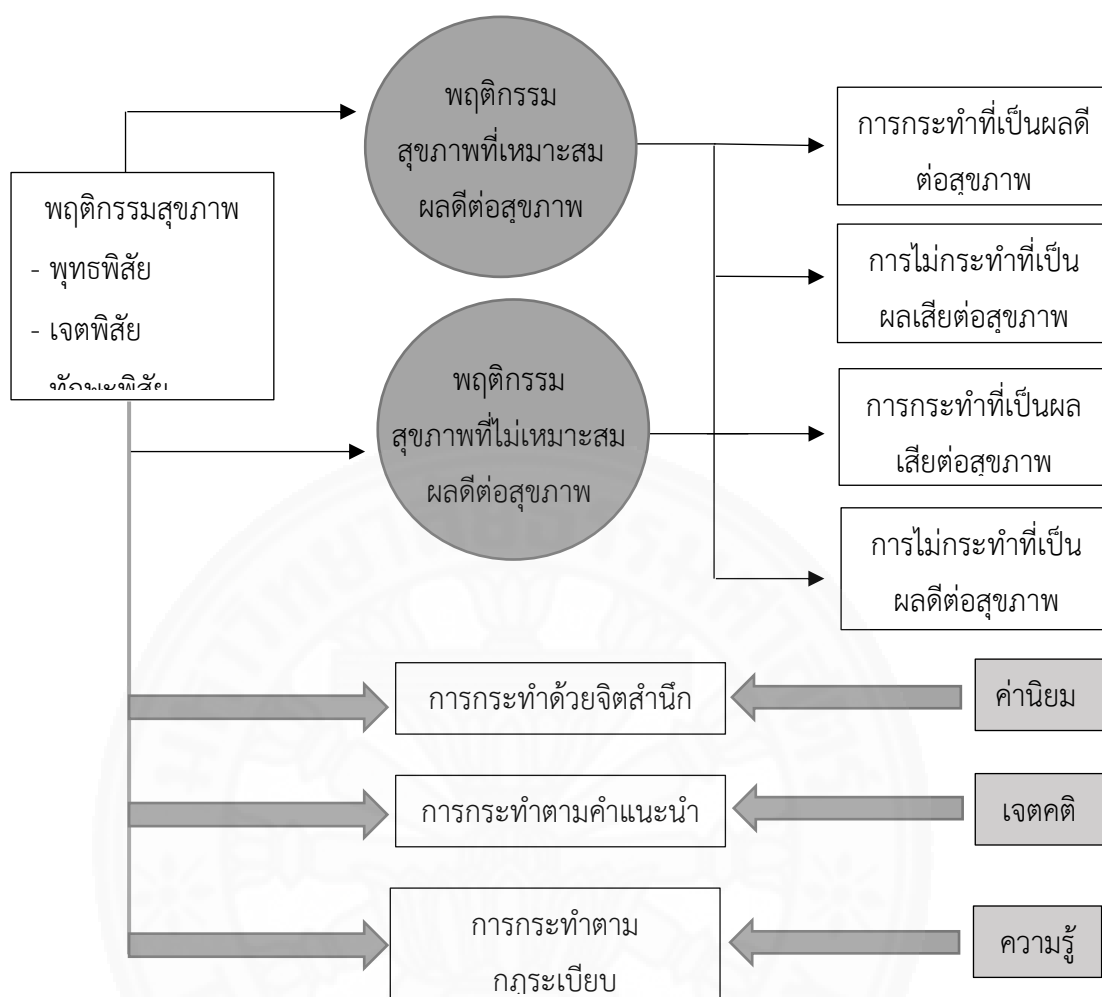 พฤติกรรมสุขภาพ
- พุทธพิสัย
- เจตพิสัย
ทักษะพิสัย
พฤติกรรม
สุขภาพที่เหมาะสม
ผลดีต่อสุขภาพ
พฤติกรรม
สุขภาพที่ไม่เหมาะสม
ผลดีต่อสุขภาพ
การกระทำที่เป็นผลดี
ต่อสุขภาพ
การไม่กระทำที่เป็น
ผลเสียต่อสุขภาพ
การกระทำที่เป็นผล
เสียต่อสุขภาพ
การไม่กระทำที่เป็น
ผลดีต่อสุขภาพ
การกระทำด้วยจิตสำนึก
ค่านิยม
การกระทำตามคำแนะนำ
เจตคติ
การกระทำตาม
กฎระเบียบ
ความรู้